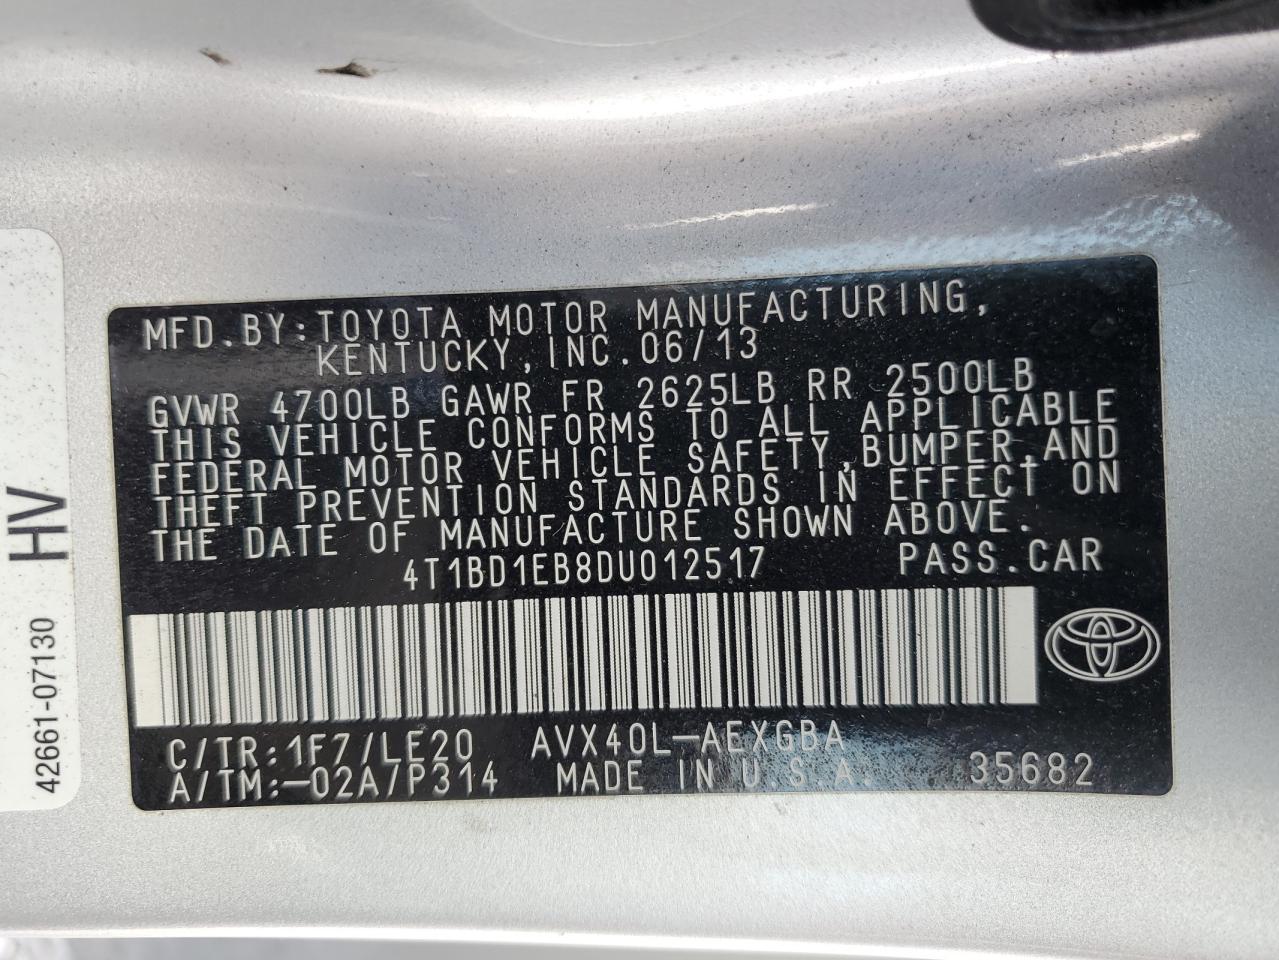 MFD.BY:TOYOTA MOTOR MANUFACTURING,
KENTUCKY,INC.06/13
GVWR 4700LB GAWR FR 2625LB RR 2500LB
THIS VEHICLE CONFORMS TO ALL APPLICABLE
FEDERAL MOTOR VEHICLE SAFETY,BUMPER,AND
THEFT PREVENTION STANDARDS IN EFFECT ON
THE DATE OF MANUFACTURE SHOWN ABOVE.
4T1BD1EB8DU012517 PASS.CAR
C/TR:1F7/LE20 AVX40L-AEXGBA
A/TM:-02A/P314 MADE IN U.S.A. 35682
HV
42661-07130